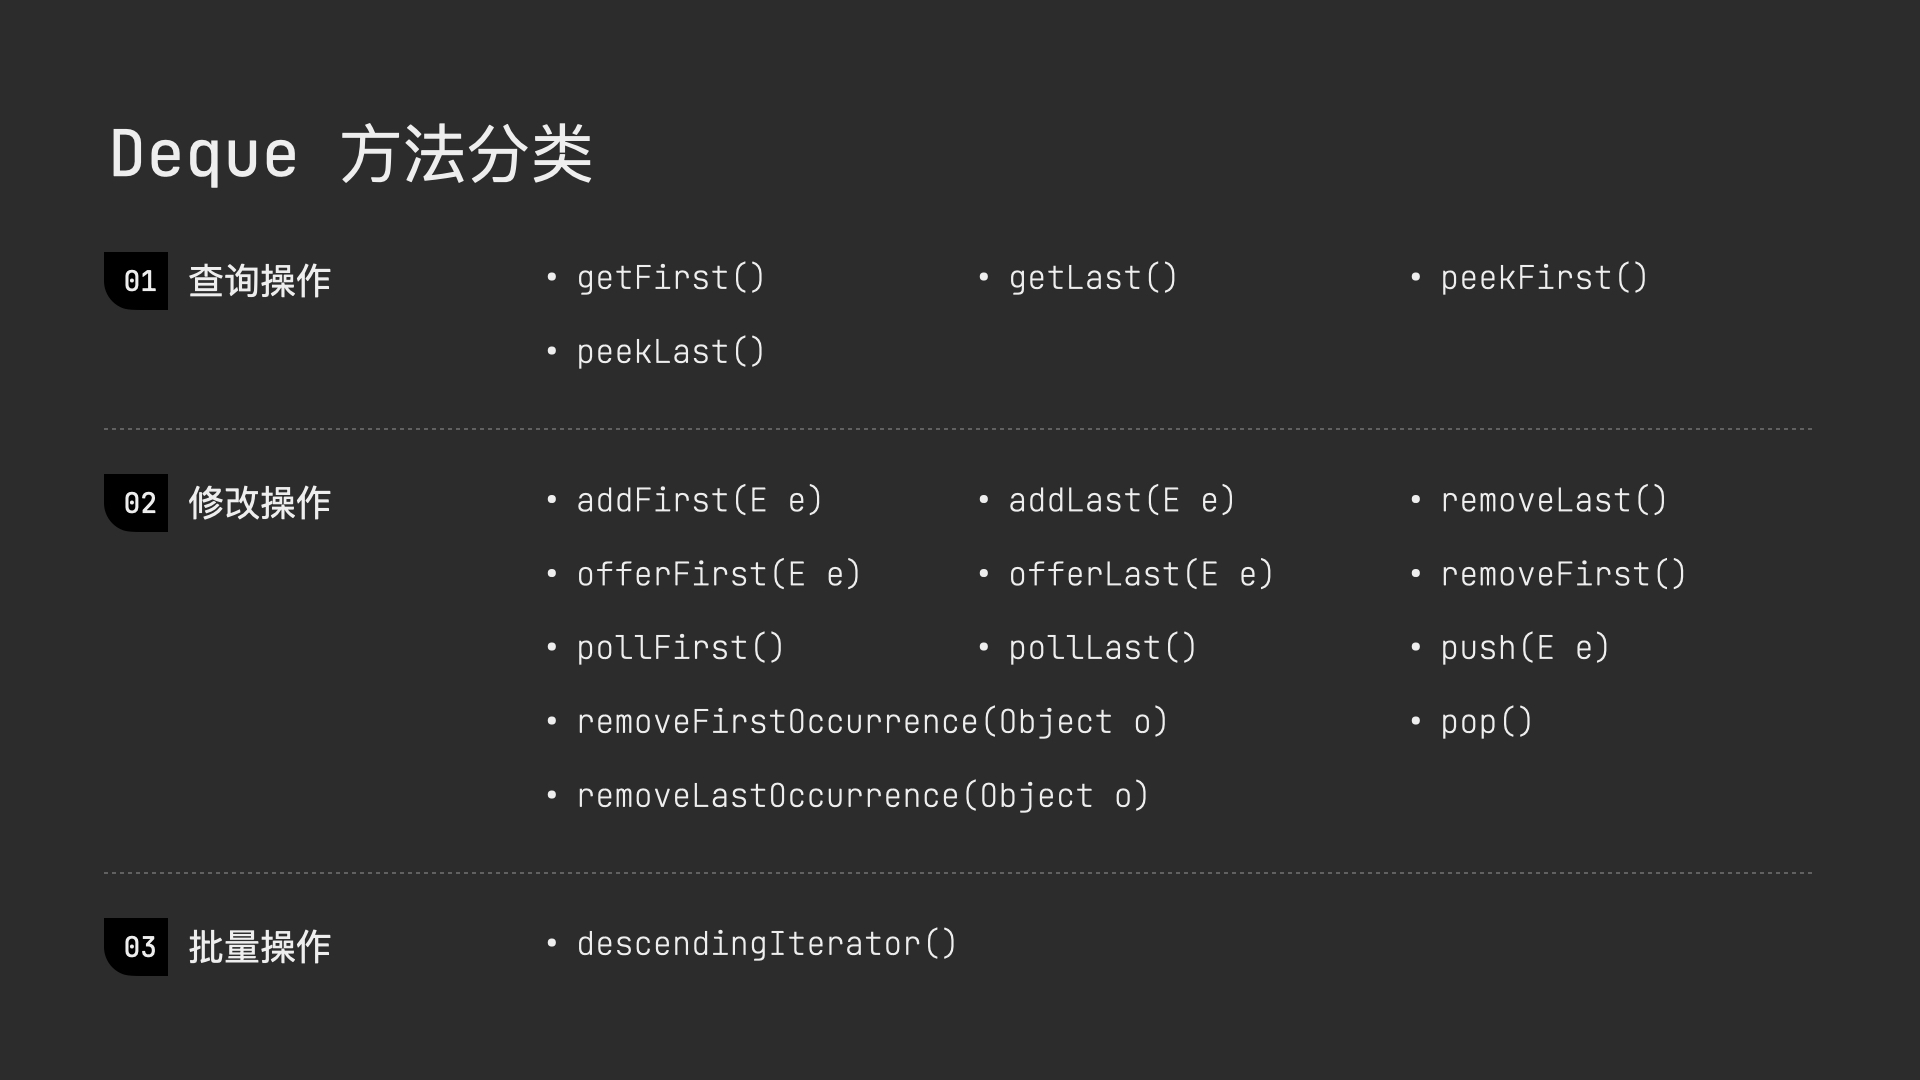 Deque 方法分类
01 查询操作
• getFirst() • getLast() • peekFirst()
• peekLast()
02 修改操作
• addFirst(E e) • addLast(E e) • removeLast()
• offerFirst(E e) • offerLast(E e) • removeFirst()
• pollFirst() • pollLast() • push(E e)
• removeFirstOccurrence(Object o) • pop()
• removeLastOccurrence(Object o)
03 批量操作
• descendingIterator()